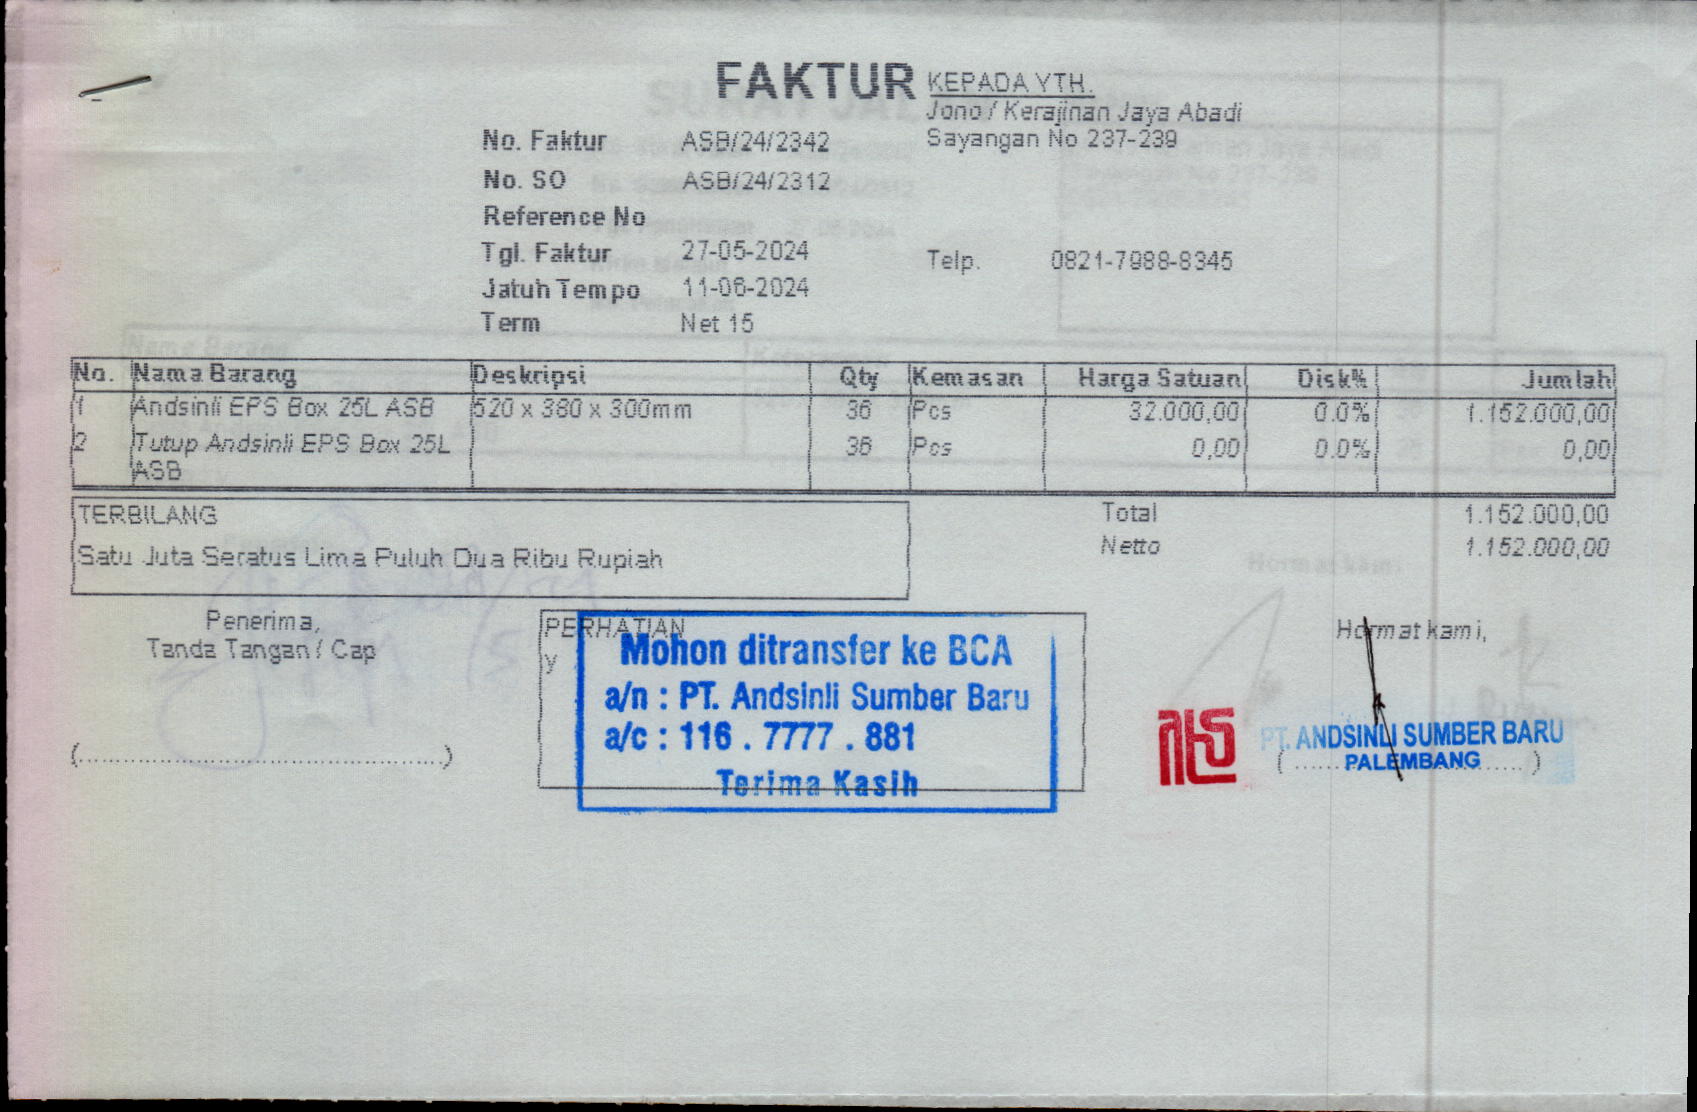 FAKTUR
KEPADA YTH.
Jono / Kerajinan Jaya Abadi
Sayangan No 237-239
No. Faktur ASB/24/2342
No. SO ASB/24/2312
Reference No
Tgl. Faktur 27-05-2024
Telp. 0821-7988-8345
Jatuh Tempo 11-06-2024
Term Net 15
No. Nama Barang Deskripsi Qty Kemasan Harga Satuan Disk% Jumlah
1 Andsinli EPS Box 25L ASB 520 x 380 x 300mm 36 Pcs 32.000,00 0.0% 1.152.000,00
2 Tutup Andsinli EPS Box 25L 36 Pcs 0,00 0.0% 0,00
ASB
TERBILANG
Satu Juta Seratus Lima Puluh Dua Ribu Rupiah
Total 1.152.000,00
Netto 1.152.000,00
Penerima,
Tanda Tangan / Cap
(..........................................................)
PERHATIAN
y
Mohon ditransfer ke BCA
a/n : PT. Andsinli Sumber Baru
a/c : 116 . 7777 . 881
Terima Kasih
Hormat kami,
PT. ANDSINLI SUMBER BARU
PALEMBANG